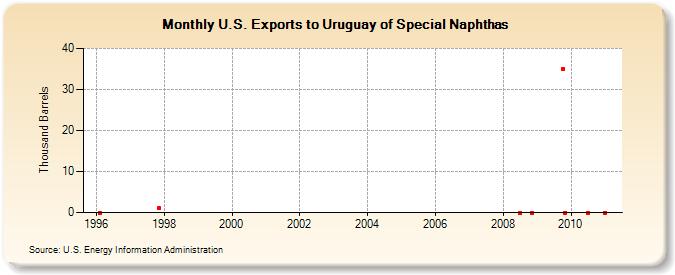 Monthly U.S. Exports to Uruguay of Special Naphthas
Thousand Barrels
40
30
20
10
0
1996 1998 2000 2002 2004 2006 2008 2010
Source: U.S. Energy Information Administration